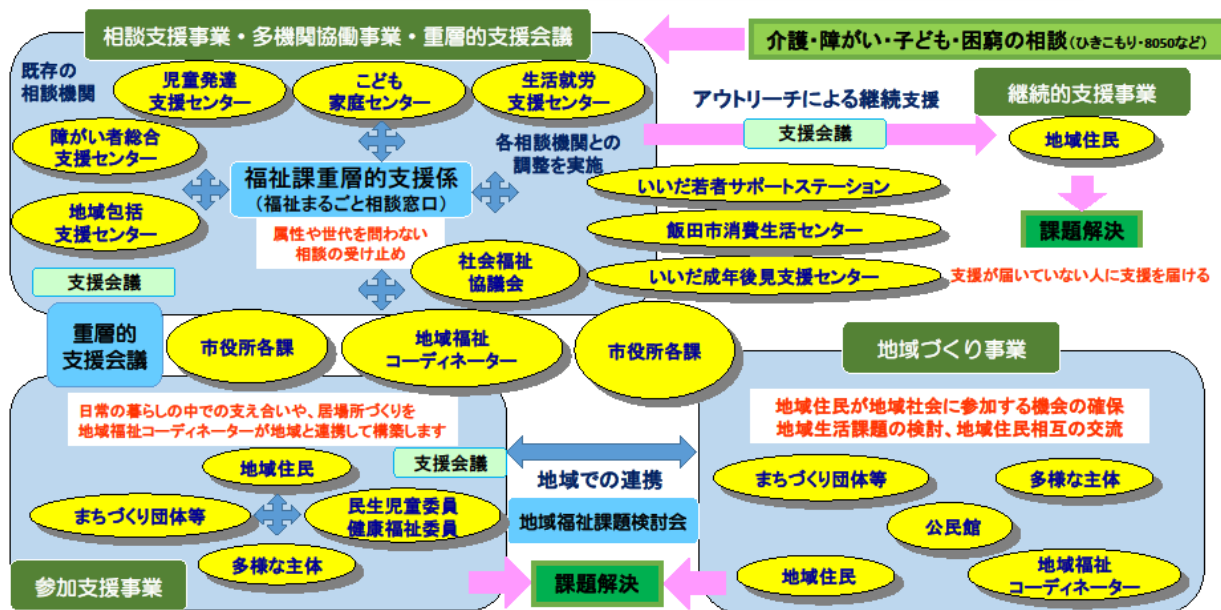 相談支援事業・多機関協働事業・重層的支援会議
介護・障がい・子ども・困窮の相談(ひきこもり・8050など)
既存の
相談機関
児童発達
支援センター
こども
家庭センター
生活就労
支援センター
障がい者総合
支援センター
各相談機関との
調整を実施
福祉課重層的支援係
(福祉まるごと相談窓口)
地域包括
支援センター
属性や世代を問わない
相談の受け止め
社会福祉
協議会
支援会議
アウトリーチによる継続支援
支援会議
継続的支援事業
地域住民
いいだ若者サポートステーション
飯田市消費生活センター
いいだ成年後見支援センター
課題解決
支援が届いていない人に支援を届ける
重層的
支援会議
市役所各課
地域福祉
コーディネーター
市役所各課
地域づくり事業
日常の暮らしの中での支え合いや、居場所づくりを
地域福祉コーディネーターが地域と連携して構築します
支援会議
地域住民
まちづくり団体等
民生児童委員
健康福祉委員
多様な主体
参加支援事業
地域での連携
地域福祉課題検討会
課題解決
地域住民が地域社会に参加する機会の確保
地域生活課題の検討、地域住民相互の交流
まちづくり団体等
多様な主体
公民館
地域住民
地域福祉
コーディネーター